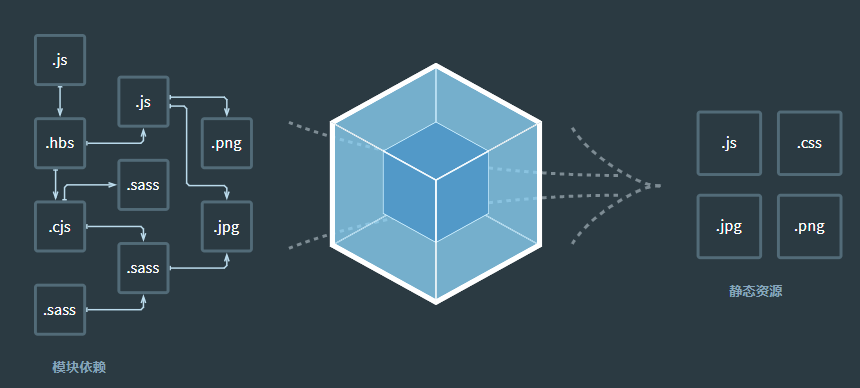 .js
.js
.hbs
.png
.sass
.cjs
.jpg
.sass
.sass
模块依赖
.js
.css
.jpg
.png
静态资源